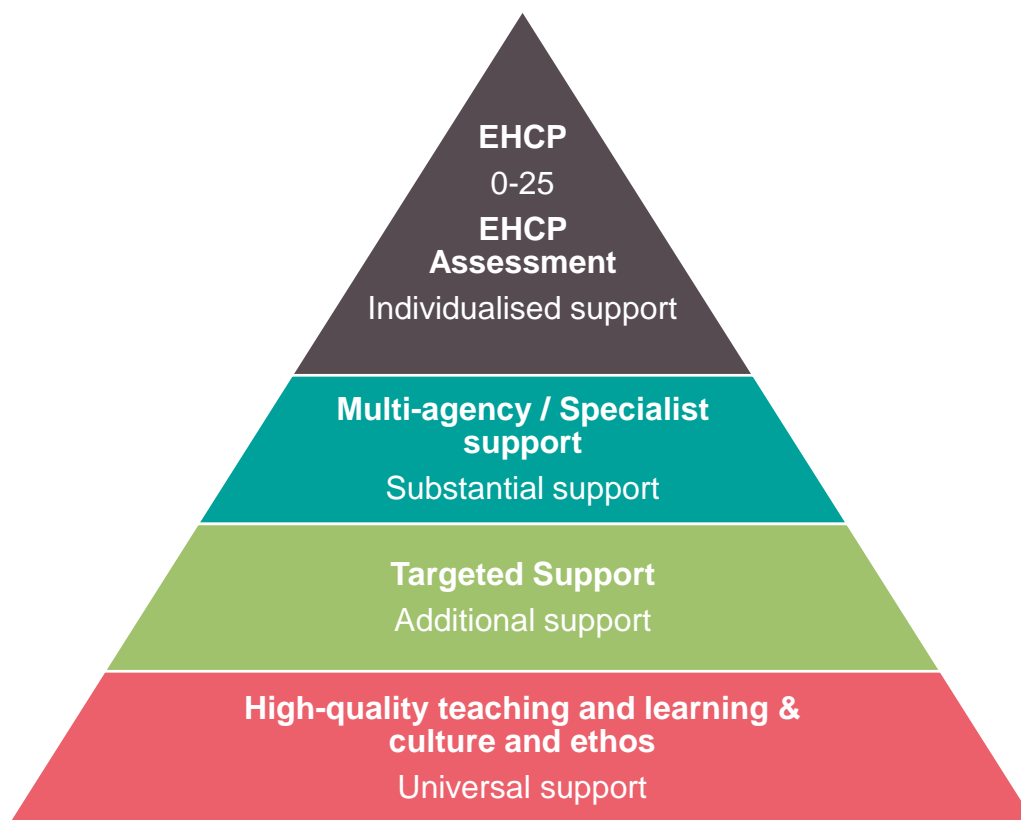 EHCP
0-25
EHCP
Assessment
Individualised support
Multi-agency / Specialist
support
Substantial support
Targeted Support
Additional support
High-quality teaching and learning &
culture and ethos
Universal support